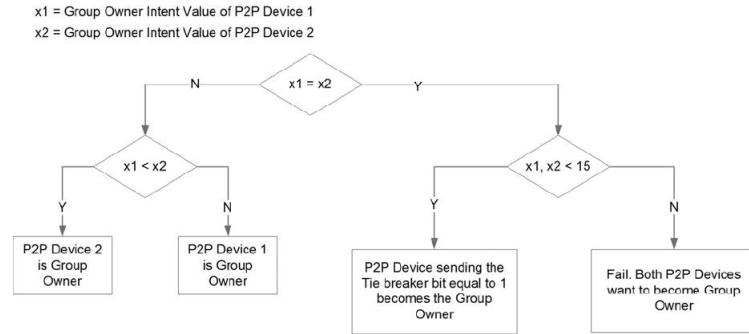 x1 = Group Owner Intent Value of P2P Device 1
x2 = Group Owner Intent Value of P2P Device 2
N
x1 = x2
Y
x1 < x2
x1, x2 < 15
Y
N
Y
N
P2P Device 2
is Group
Owner
P2P Device 1
is Group
Owner
P2P Device sending the
Tie breaker bit equal to 1
becomes the Group
Owner
Fail. Both P2P Devices
want to become Group
Owner